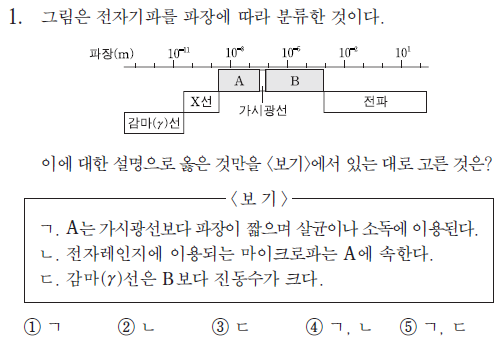 1. 그림은 전자기파를 파장에 따라 분류한 것이다.
파장(m) 10⁻¹¹ 10⁻⁸ 10⁻⁵ 10⁻² 10¹
A B
X선 가시광선 전파
감마(γ)선
이에 대한 설명으로 옳은 것만을 〈보기〉에서 있는 대로 고른 것은?
〈보 기〉
ㄱ. A는 가시광선보다 파장이 짧으며 살균이나 소독에 이용된다.
ㄴ. 전자레인지에 이용되는 마이크로파는 A에 속한다.
ㄷ. 감마(γ)선은 B보다 진동수가 크다.
① ㄱ ② ㄴ ③ ㄷ ④ ㄱ, ㄴ ⑤ ㄱ, ㄷ